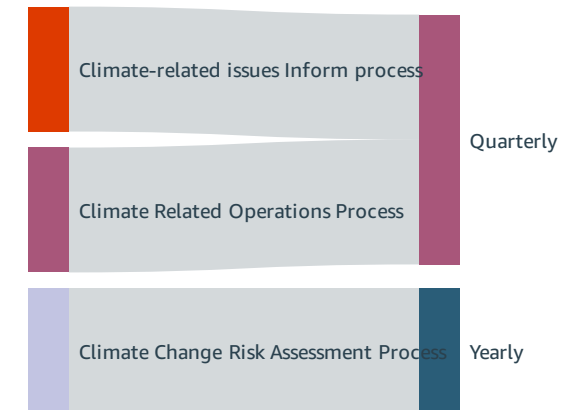 Climate-related issues Inform process
Quarterly
Climate Related Operations Process
Climate Change Risk Assessment Process
Yearly